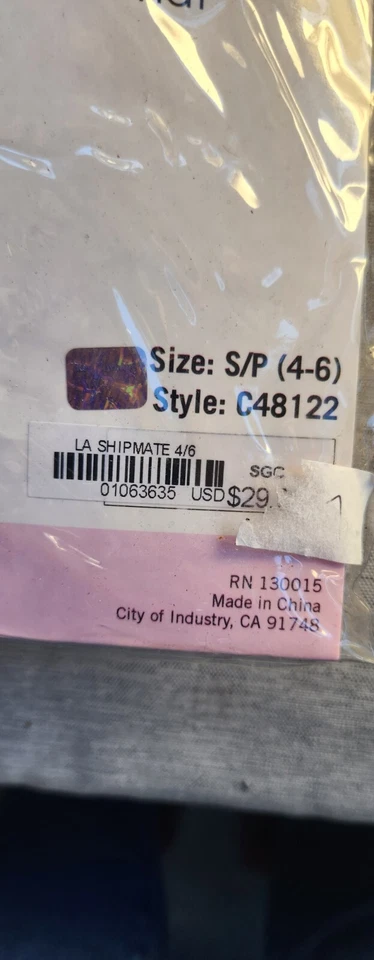 Size: S/P (4-6)
Style: C48122
LA SHIPMATE 4/6
SGC
01063635 USD $29.
RN 130015
Made in China
City of Industry, CA 91748